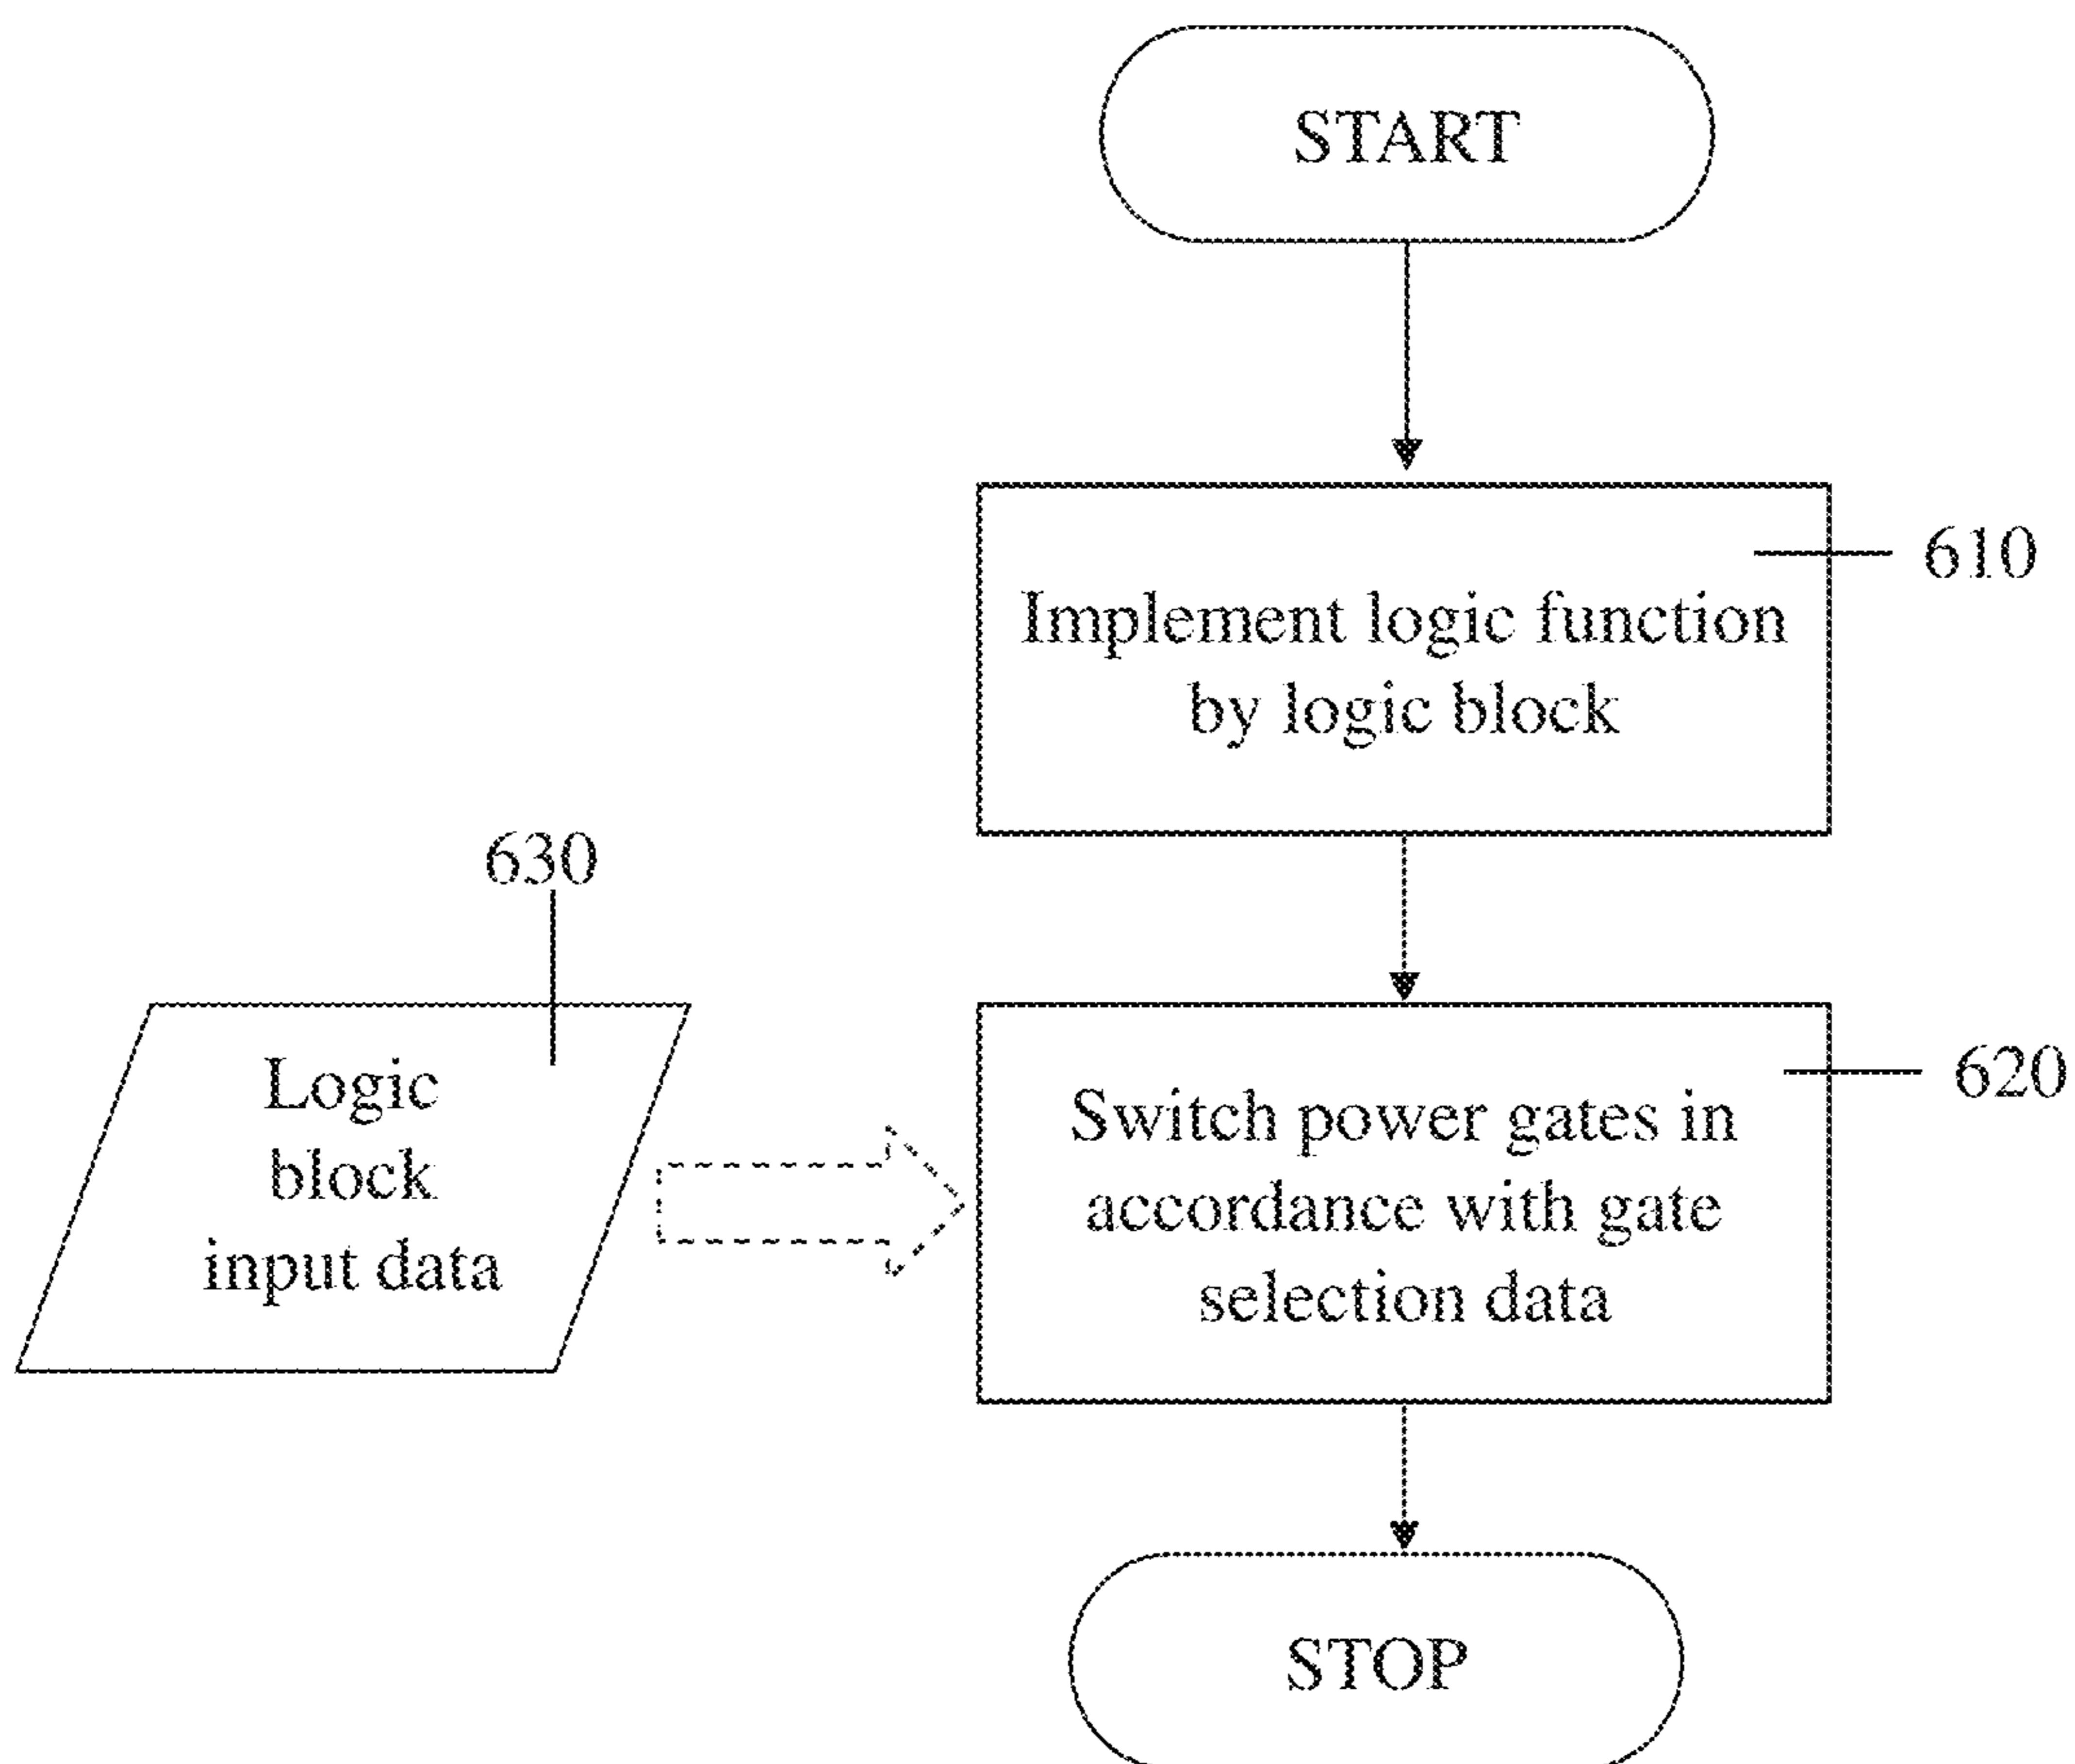 START
610
Implement logic function
by logic block
630
Logic
block
input data
620
Switch power gates in
accordance with gate
selection data
STOP